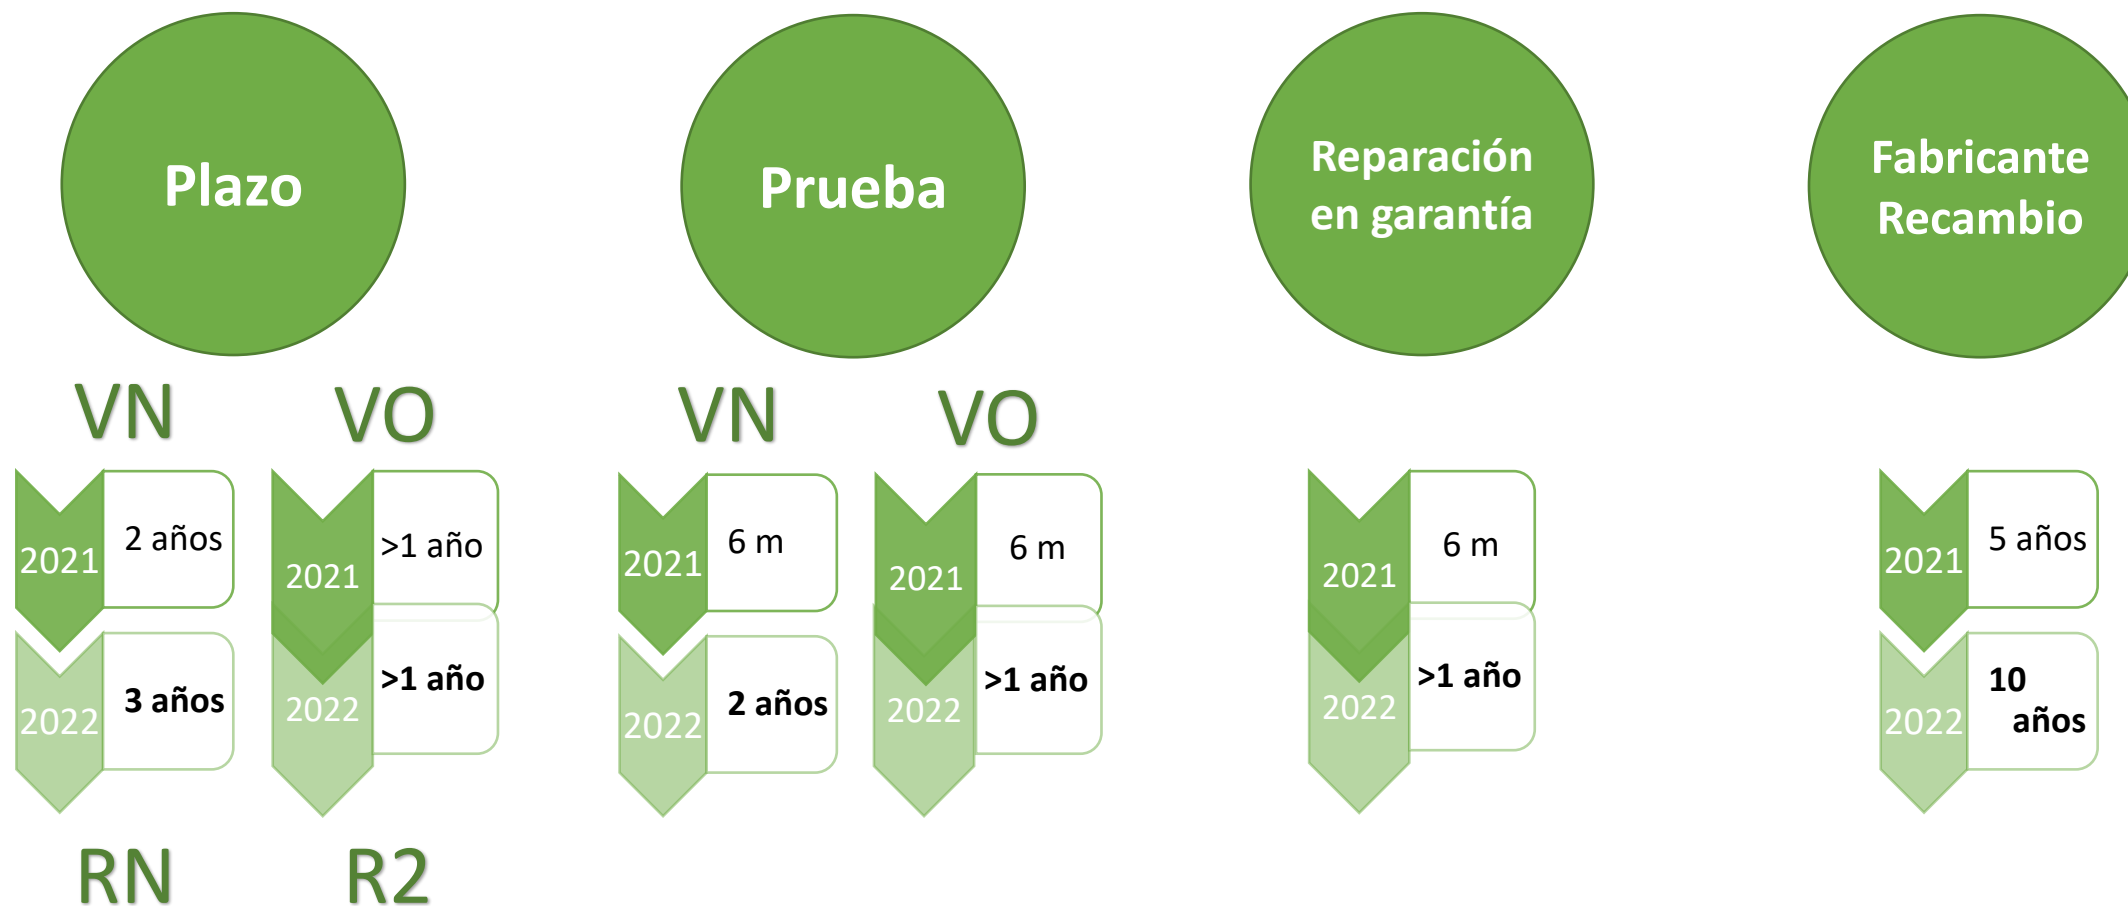 Plazo
VN
VO
2021
2 años
2022
3 años
2021
>1 año
2022
>1 año
RN
R2
Prueba
VN
VO
2021
6 m
2022
2 años
2021
6 m
2022
>1 año
Reparación
en garantía
2021
6 m
2022
>1 año
Fabricante
Recambio
2021
5 años
2022
10
años